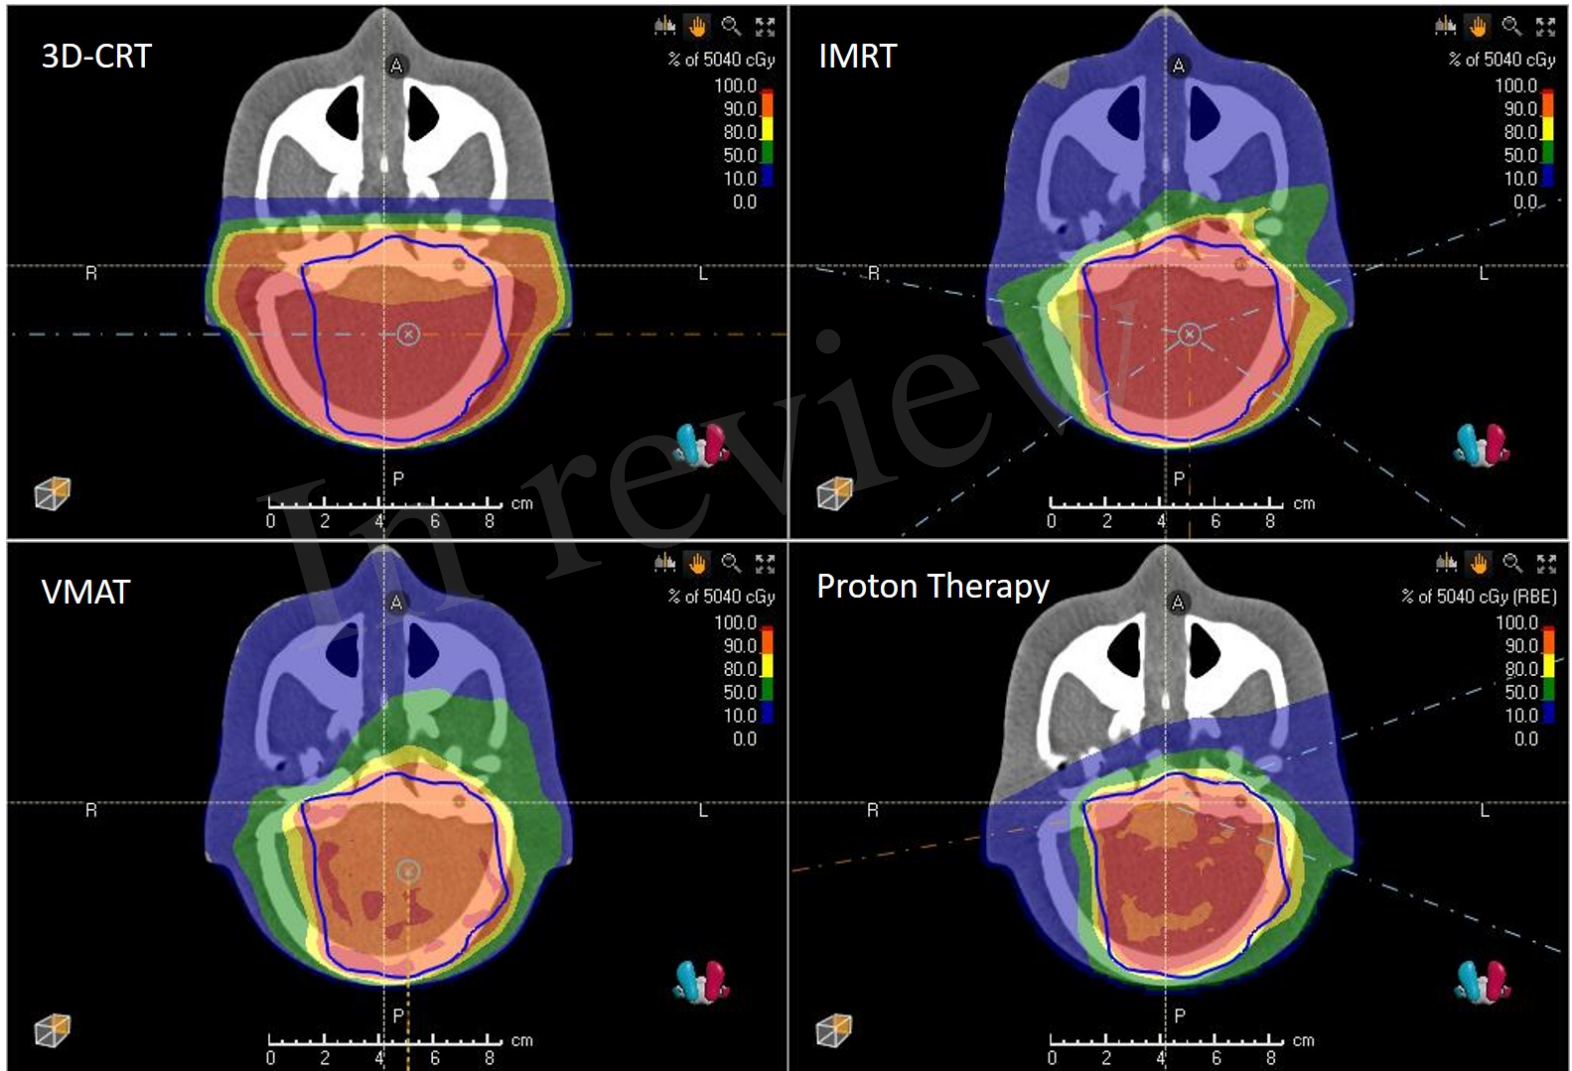 3D-CRT
A
% of 5040 cGy
100.0
90.0
80.0
50.0
10.0
0.0
R
L
P
0 2 4 6 8 cm
IMRT
A
% of 5040 cGy
100.0
90.0
80.0
50.0
10.0
0.0
R
L
P
0 2 4 6 8 cm
In review
VMAT
A
% of 5040 cGy
100.0
90.0
80.0
50.0
10.0
0.0
R
L
P
0 2 4 6 8 cm
Proton Therapy
A
% of 5040 cGy (RBE)
100.0
90.0
80.0
50.0
10.0
0.0
R
L
P
0 2 4 6 8 cm